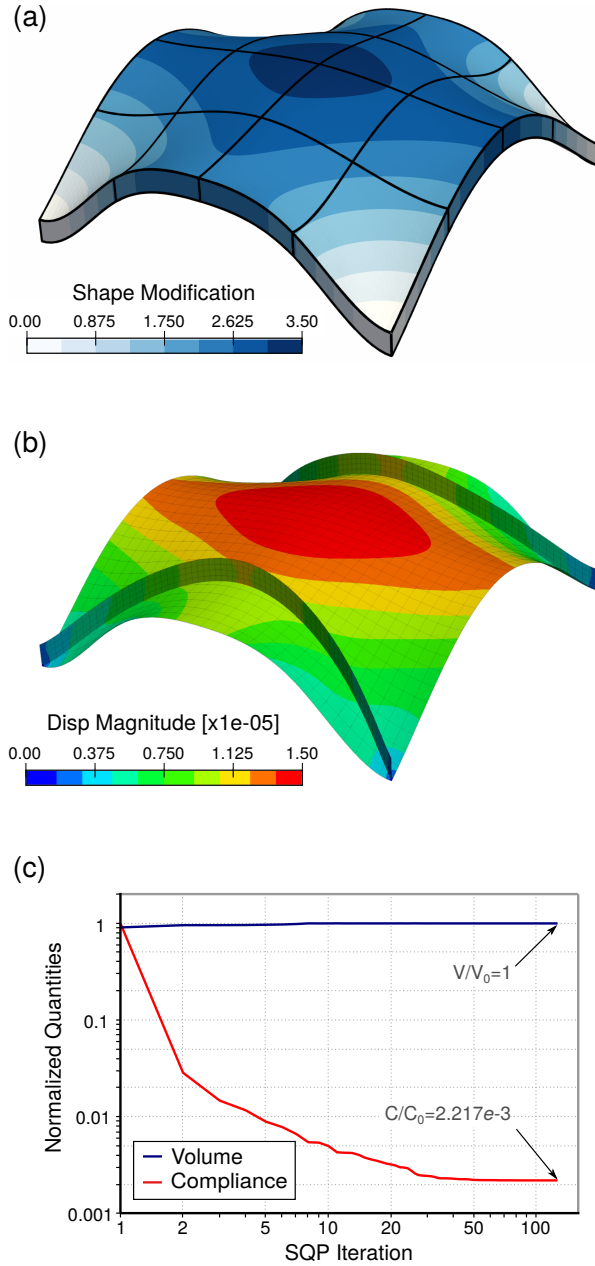 (a)
Shape Modification
0.00 0.875 1.750 2.625 3.50
(b)
Disp Magnitude [x1e-05]
0.00 0.375 0.750 1.125 1.50
(c)
Normalized Quantities
1
0.1
0.01
0.001
V/V₀=1
C/C₀=2.217e-3
Volume
Compliance
1 2 5 10 20 50 100
SQP Iteration